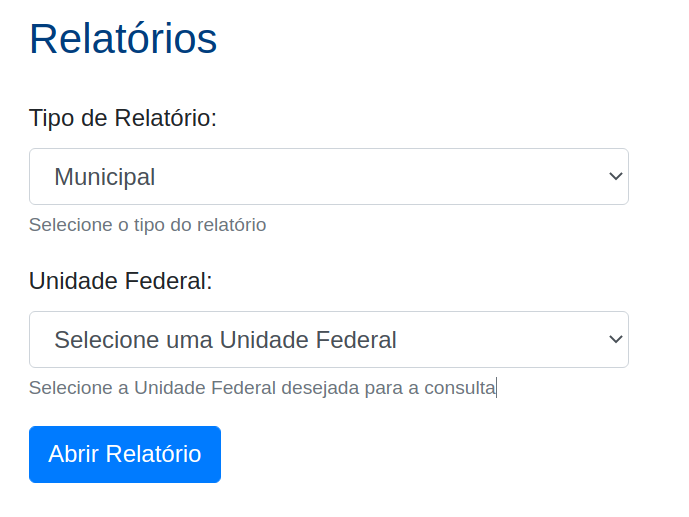 Relatórios
Tipo de Relatório:
Municipal
Selecione o tipo do relatório
Unidade Federal:
Selecione uma Unidade Federal
Selecione a Unidade Federal desejada para a consulta
Abrir Relatório